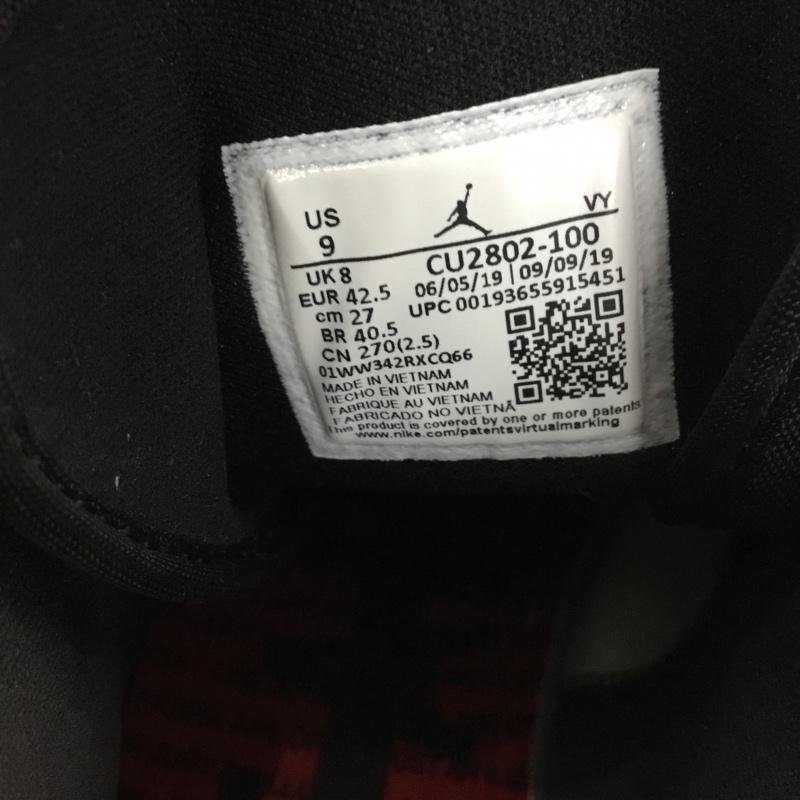 US
9
VY
UK 8
EUR 42.5
cm 27
BR 40.5
CN 270(2.5)
01WW342RXCQ66
CU2802-100
06/05/19 | 09/09/19
UPC 00193655915451
MADE IN VIETNAM
HECHO EN VIETNAM
FABRIQUE AU VIETNAM
FABRICADO NO VIETNÃ
This product is covered by one or more patents
www.nike.com/patentsvirtualmarking